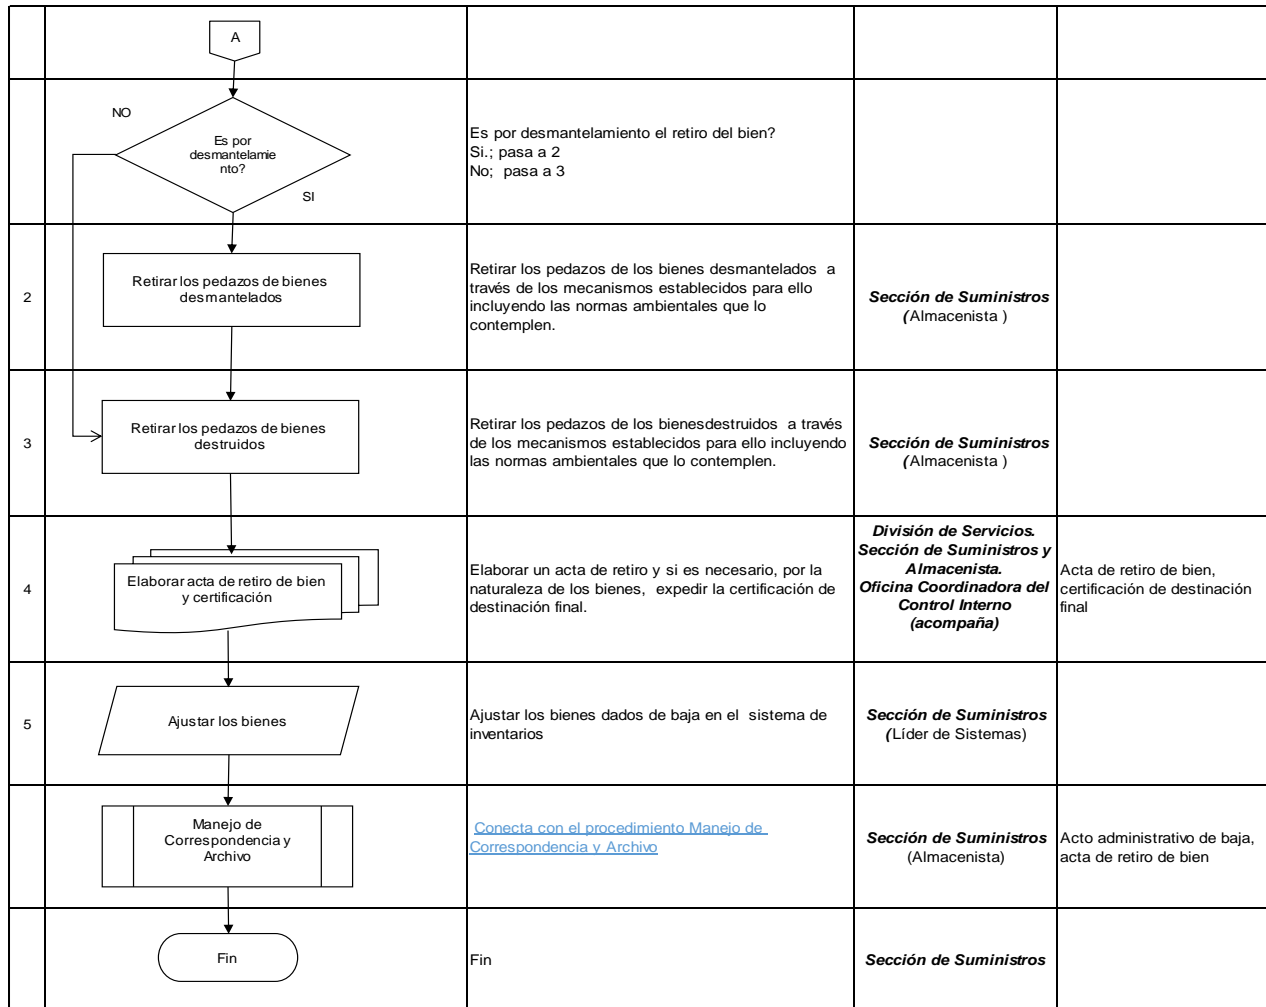 A
NO
Es por
desmantelamie
nto?
SI
Es por desmantelamiento el retiro del bien?
Si.; pasa a 2
No; pasa a 3
2
Retirar los pedazos de bienes
desmantelados
Retirar los pedazos de los bienes desmantelados a
través de los mecanismos establecidos para ello
incluyendo las normas ambientales que lo
contemplen.
Sección de Suministros
(Almacenista )
3
Retirar los pedazos de bienes
destruidos
Retirar los pedazos de los bienesdestruidos a través
de los mecanismos establecidos para ello incluyendo
las normas ambientales que lo contemplen.
Sección de Suministros
(Almacenista )
4
Elaborar acta de retiro de bien
y certificación
Elaborar un acta de retiro y si es necesario, por la
naturaleza de los bienes, expedir la certificación de
destinación final.
División de Servicios.
Sección de Suministros y
Almacenista.
Oficina Coordinadora del
Control Interno
(acompaña)
Acta de retiro de bien,
certificación de destinación
final
5
Ajustar los bienes
Ajustar los bienes dados de baja en el sistema de
inventarios
Sección de Suministros
(Líder de Sistemas)
Manejo de
Correspondencia y
Archivo
Conecta con el procedimiento Manejo de
Correspondencia y Archivo
Sección de Suministros
(Almacenista)
Acto administrativo de baja,
acta de retiro de bien
Fin
Fin
Sección de Suministros